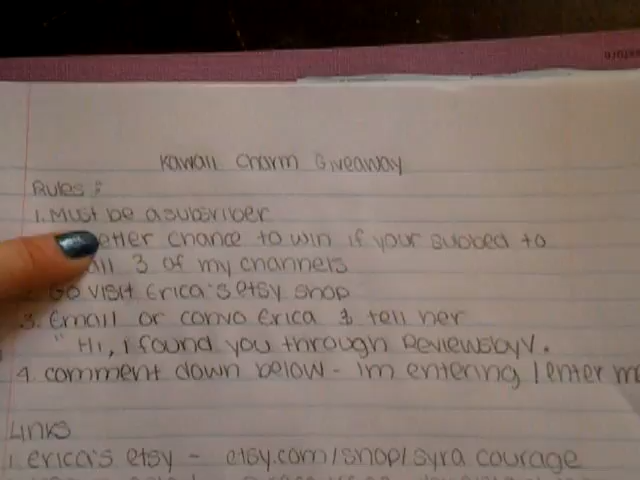 Kawaii Charm Giveaway
Rules:
1. Must be a subsriber
etter chance to win if your subbed to
all 3 of my channels
2. Go visit Erica's etsy shop
3. Email or convo Erica & tell her
"Hi, i found you through ReviewsbyV.
4. comment down below - im entering / enter
Links
1. erica's etsy - etsy.com/shop/syra courage